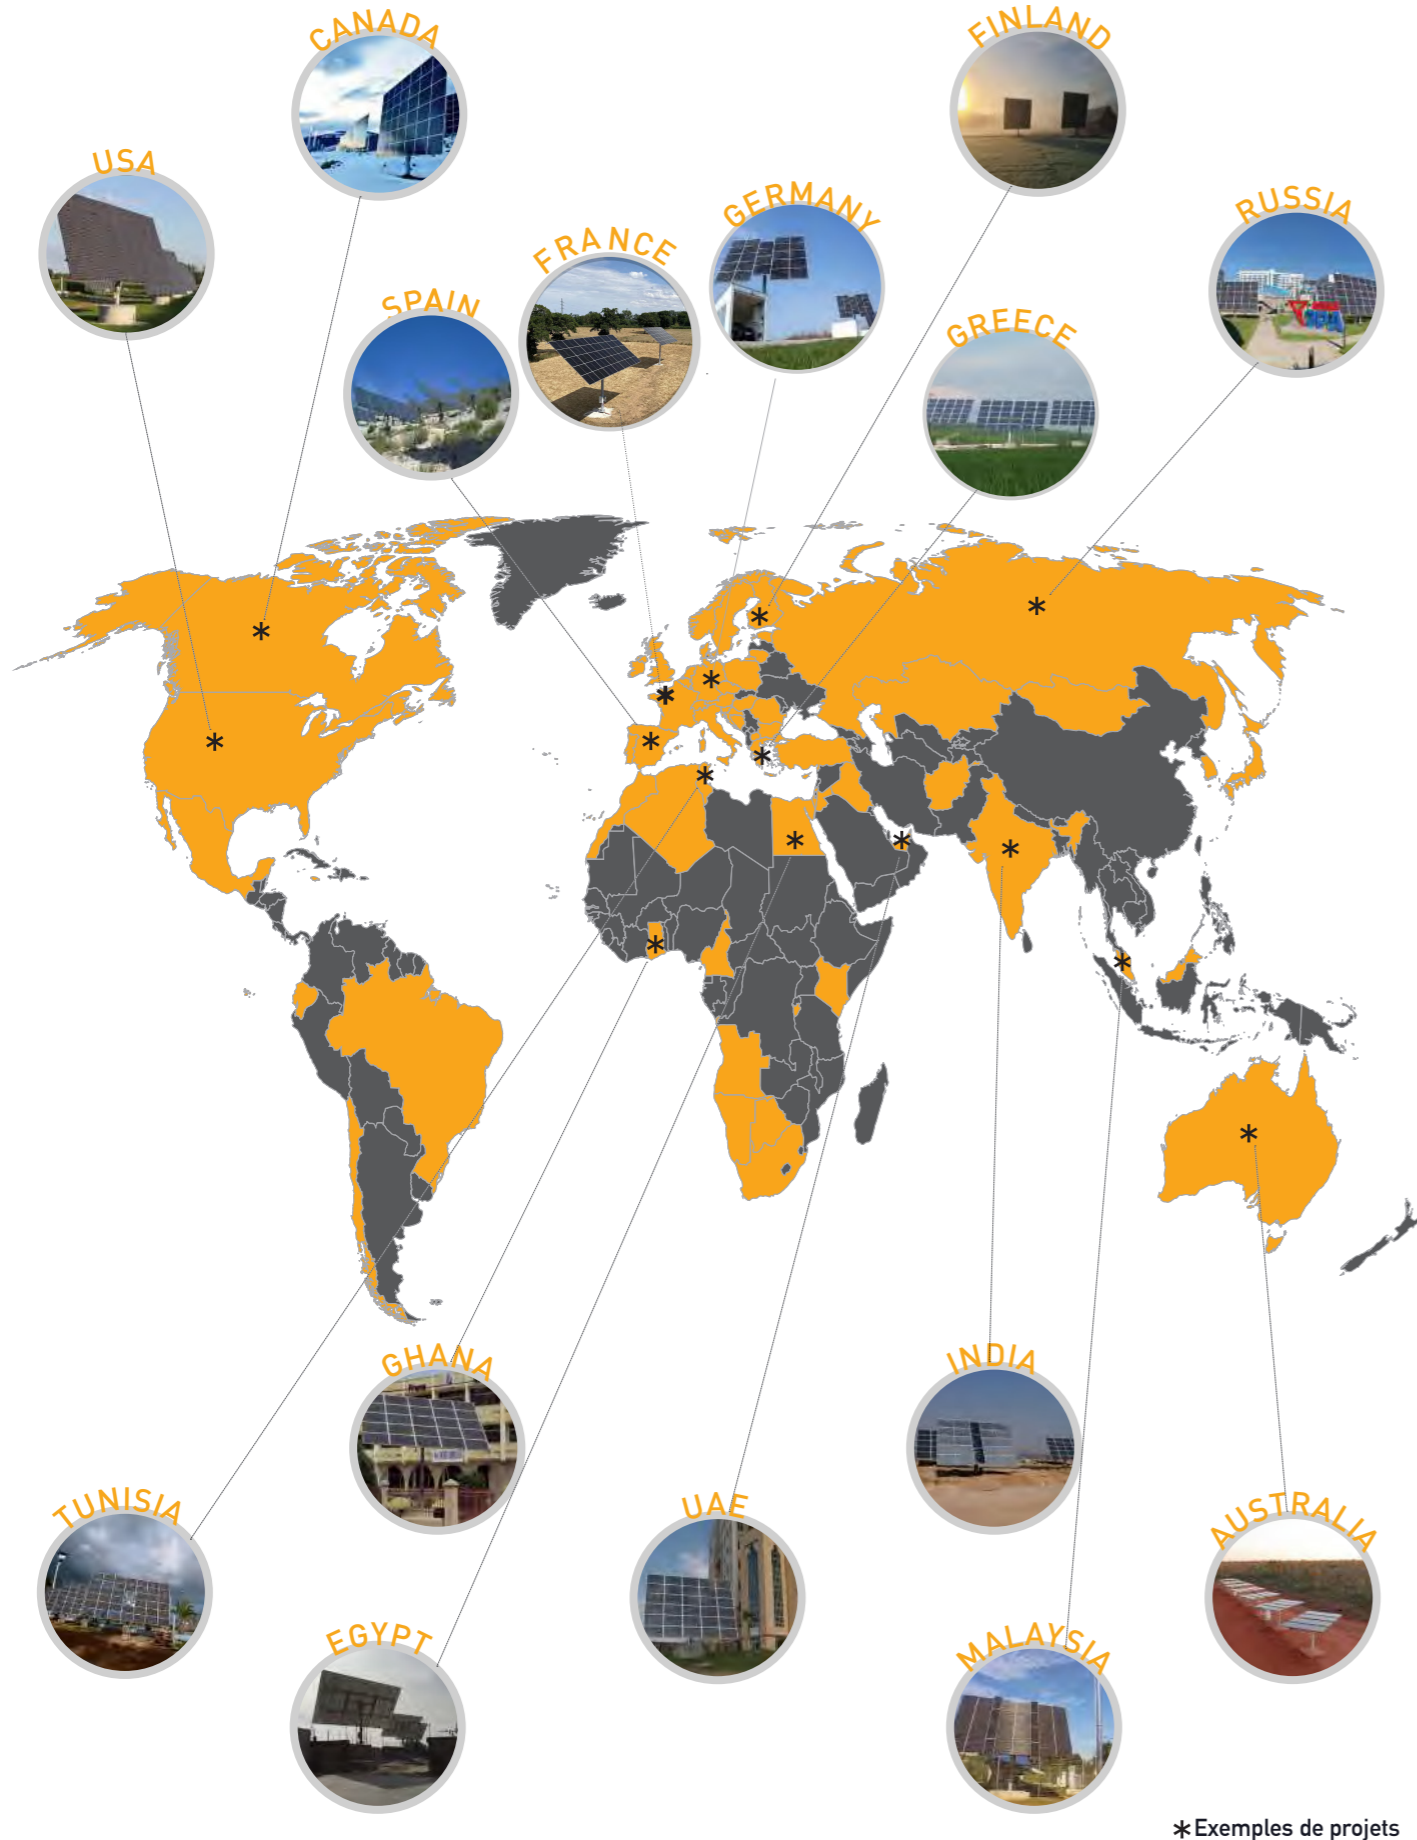 CANADA
FINLAND
USA
GERMANY
RUSSIA
FRANCE
SPAIN
GREECE
GHANA
INDIA
TUNISIA
UAE
AUSTRALIA
EGYPT
MALAYSIA
*Exemples de projets